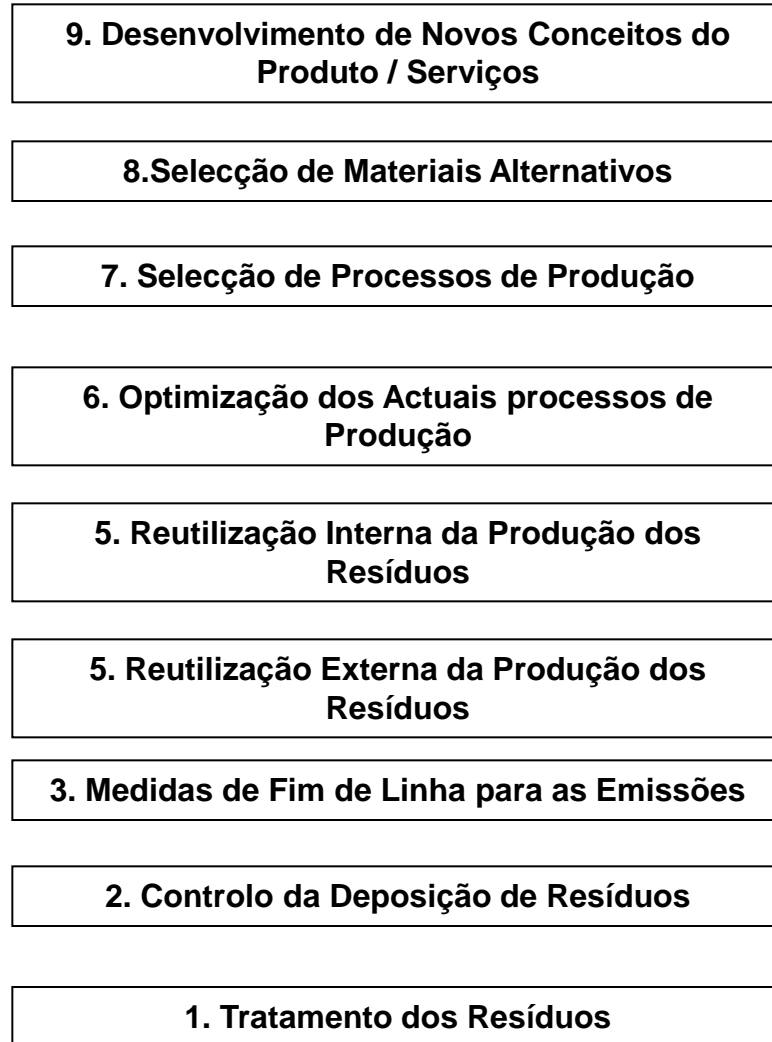 9. Desenvolvimento de Novos Conceitos do
Produto / Serviços
8.Selecção de Materiais Alternativos
7. Selecção de Processos de Produção
6. Optimização dos Actuais processos de
Produção
5. Reutilização Interna da Produção dos
Resíduos
5. Reutilização Externa da Produção dos
Resíduos
3. Medidas de Fim de Linha para as Emissões
2. Controlo da Deposição de Resíduos
1. Tratamento dos Resíduos